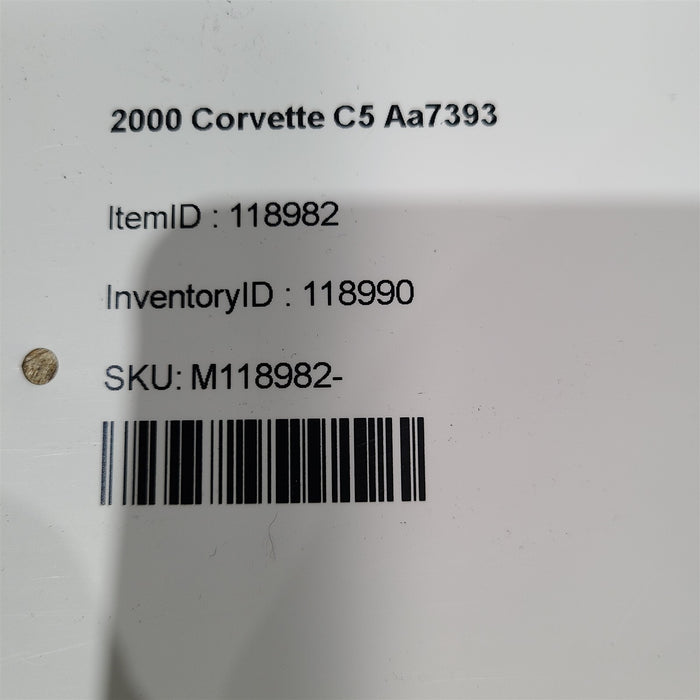 2000 Corvette C5 Aa7393
ItemID : 118982
InventoryID : 118990
SKU: M118982-